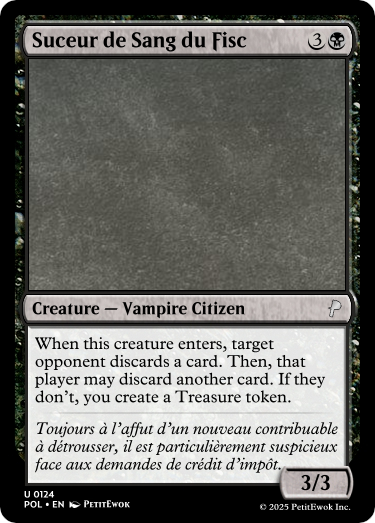 Suceur de Sang du Fisc 3
Creature — Vampire Citizen
When this creature enters, target
opponent discards a card. Then, that
player may discard another card. If they
don't, you create a Treasure token.
Toujours à l'affut d'un nouveau contribuable
à détrousser, il est particulièrement suspicieux
face aux demandes de crédit d'impôt.
3/3
U 0124
POL • EN PetitEwok
© 2025 PetitEwok Inc.